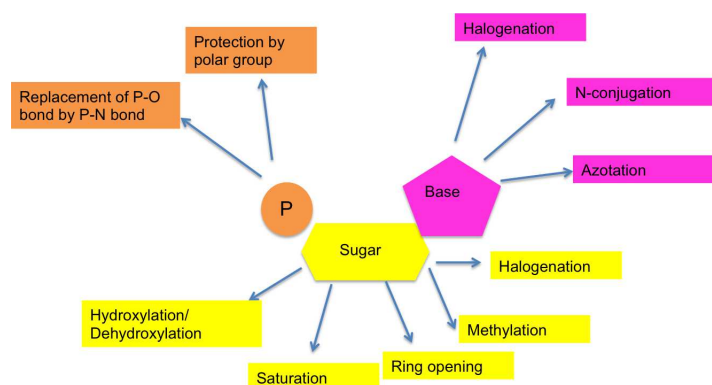 Halogenation
Protection by
polar group
Replacement of P-O
bond by P-N bond
N-conjugation
Azotation
Base
P
Sugar
Halogenation
Hydroxylation/
Dehydroxylation
Methylation
Ring opening
Saturation